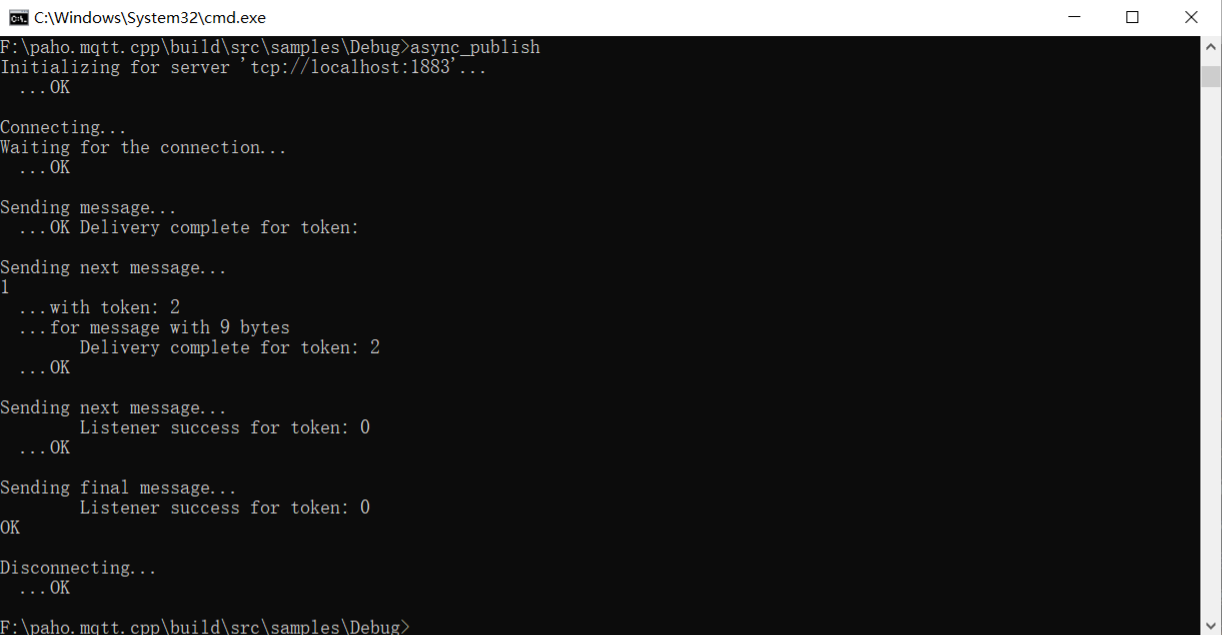 C:\Windows\System32\cmd.exe
F:\paho.mqtt.cpp\build\src\samples\Debug>async_publish
Initializing for server 'tcp://localhost:1883'...
  ...OK

Connecting...
Waiting for the connection...
  ...OK

Sending message...
  ...OK Delivery complete for token:

Sending next message...
1
  ...with token: 2
  ...for message with 9 bytes
        Delivery complete for token: 2
  ...OK

Sending next message...
        Listener success for token: 0
  ...OK

Sending final message...
        Listener success for token: 0
OK

Disconnecting...
  ...OK

F:\paho.mqtt.cpp\build\src\samples\Debug>